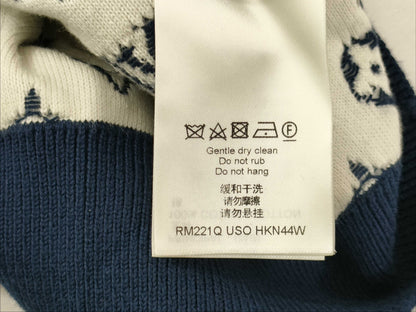 Gentle dry clean
Do not rub
Do not hang
缓和干洗
请勿摩擦
请勿悬挂
RM221Q USO HKN44W